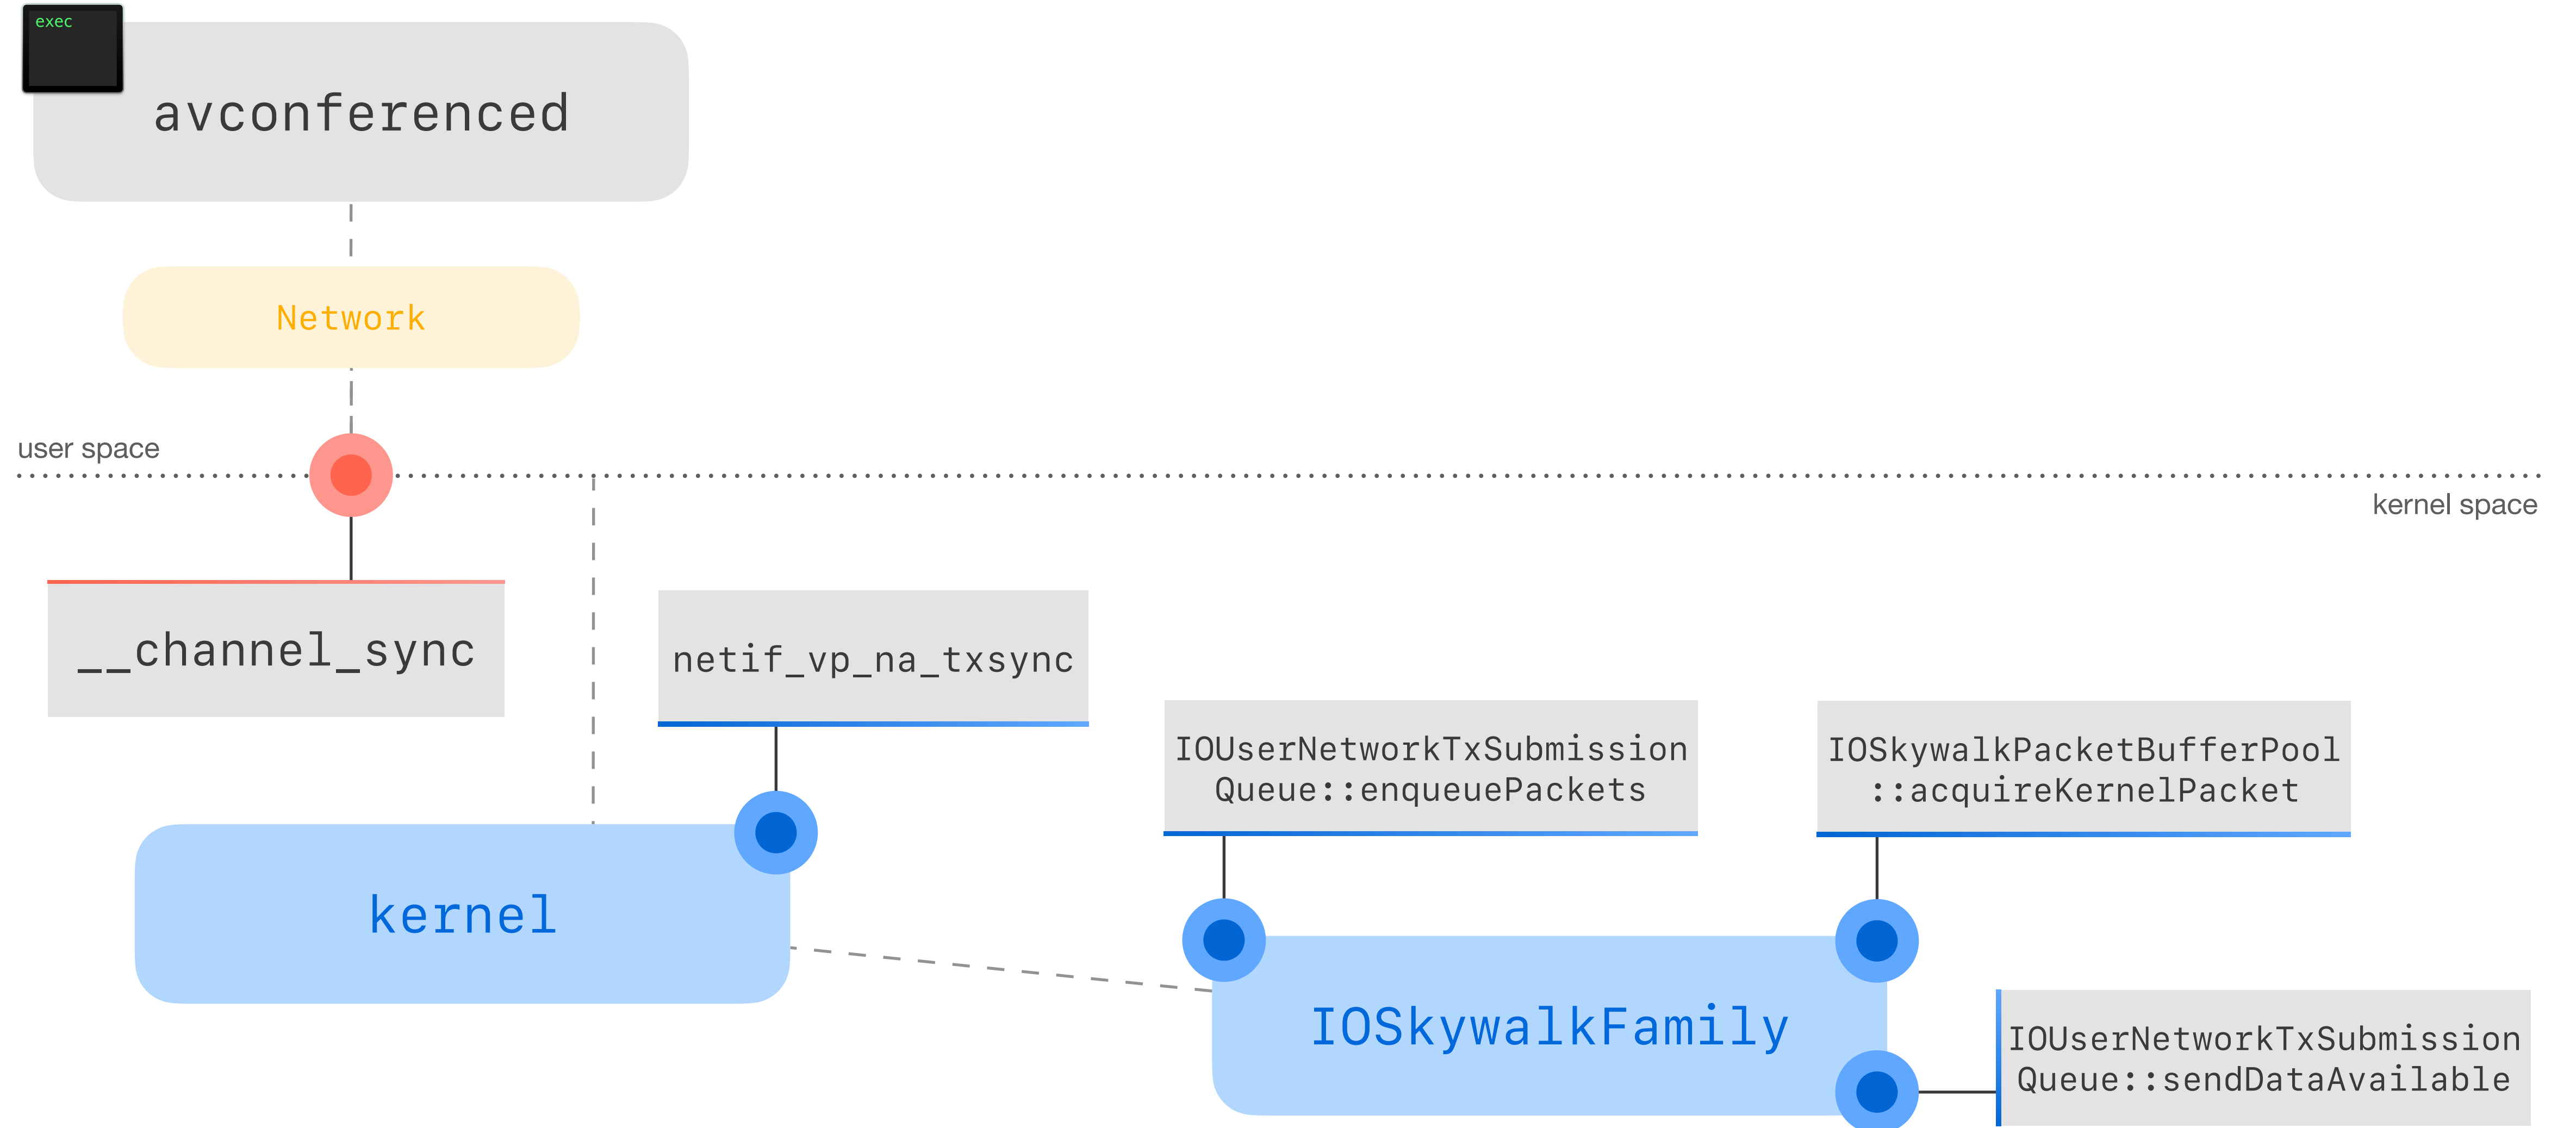 exec
avconferenced
Network
user space
kernel space
__channel_sync
netif_vp_na_txsync
IOUserNetworkTxSubmission
Queue::enqueuePackets
IOSkywalkPacketBufferPool
::acquireKernelPacket
kernel
IOSkywalkFamily
IOUserNetworkTxSubmission
Queue::sendDataAvailable